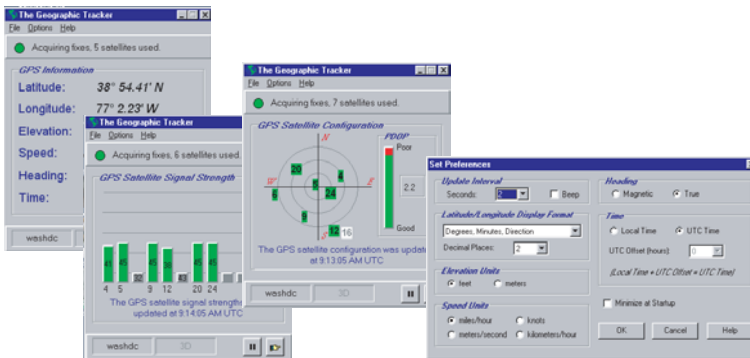 The Geographic Tracker
File Options Help
Acquiring fixes, 5 satellites used.
GPS Information
Latitude: 38° 54.41' N
Longitude: 77° 2.23' W
Elevation:
Speed:
Heading:
Time:
washdc
The Geographic Tracker
File Options Help
Acquiring fixes, 6 satellites used.
GPS Satellite Signal Strength
45 45 32 45 38 43 45 45
4 5 9 12 20 24
The GPS satellite signal strength
updated at 9:14:05 AM UTC
washdc 3D
The Geographic Tracker
File Options Help
Acquiring fixes, 7 satellites used.
GPS Satellite Configuration
PDOP
N
Poor
20
W 5 E
24
2.2
S 12 16
Good
The GPS satellite configuration was updat
at 9:13:05 AM UTC
washdc 3D
Set Preferences
Update Interval
Seconds: 2 Beep
Latitude/Longitude Display Format
Degrees, Minutes, Direction
Decimal Places: 2
Elevation Units
feet meters
Speed Units
miles/hour knots
meters/second kilometers/hour
Heading
Magnetic True
Time
Local Time UTC Time
UTC Offset (hours): 0
(Local Time + UTC Offset = UTC Time)
Minimize at Startup
OK Cancel Help